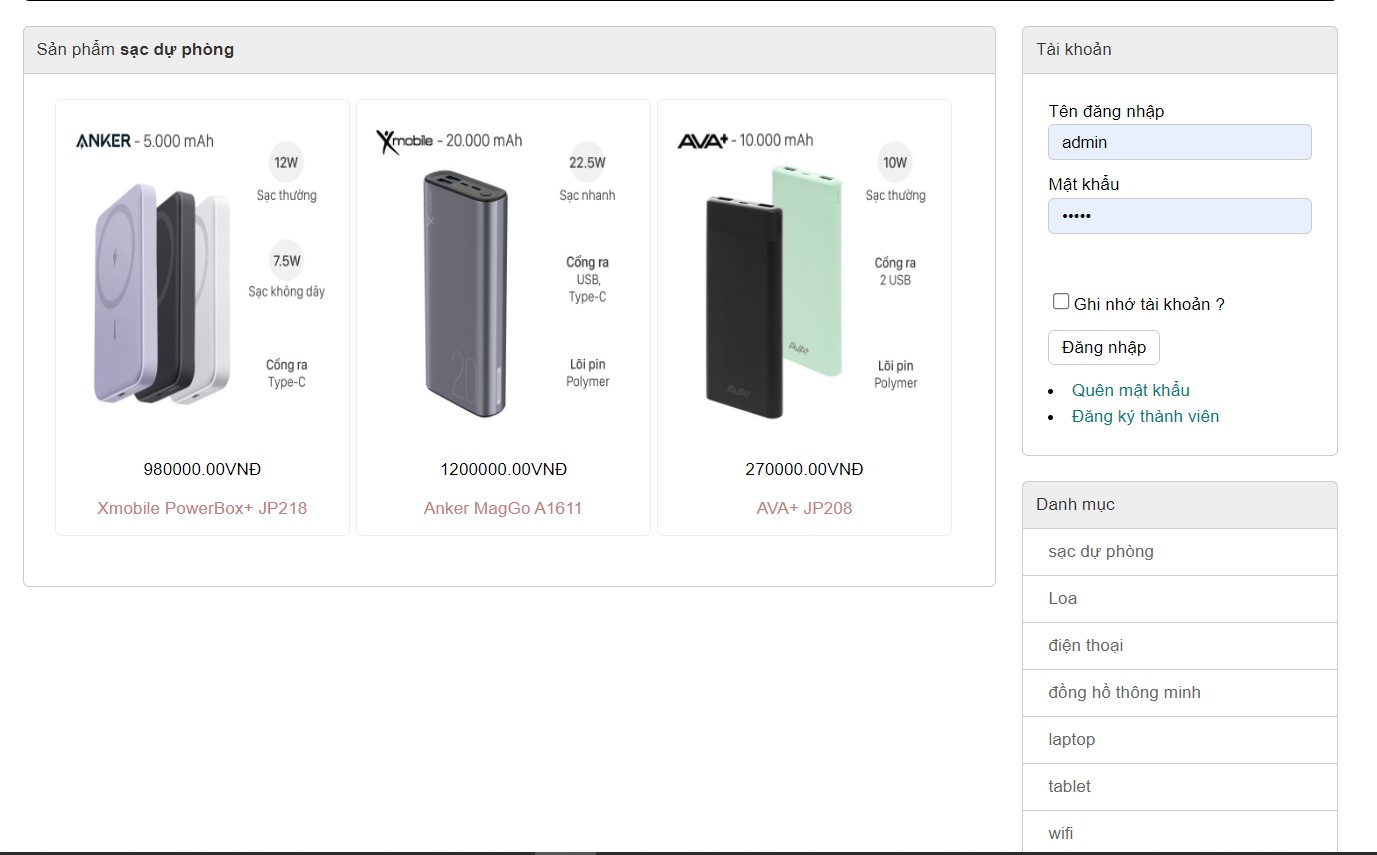 Sản phẩm sạc dự phòng
ANKER - 5.000 mAh
12W
Sạc thường
7.5W
Sạc không dây
Cổng ra
Type-C
980000.00VNĐ
Xmobile PowerBox+ JP218
Xmobile - 20.000 mAh
22.5W
Sạc nhanh
Cổng ra
USB,
Type-C
Lõi pin
Polymer
20
1200000.00VNĐ
Anker MagGo A1611
AVA+ - 10.000 mAh
10W
Sạc thường
Cổng ra
2 USB
Lõi pin
Polymer
AVA+
AVA+
270000.00VNĐ
AVA+ JP208
Tài khoản
Tên đăng nhập
admin
Mật khẩu
•••••
Ghi nhớ tài khoản ?
Đăng nhập
Quên mật khẩu
Đăng ký thành viên
Danh mục
sạc dự phòng
Loa
điện thoại
đồng hồ thông minh
laptop
tablet
wifi